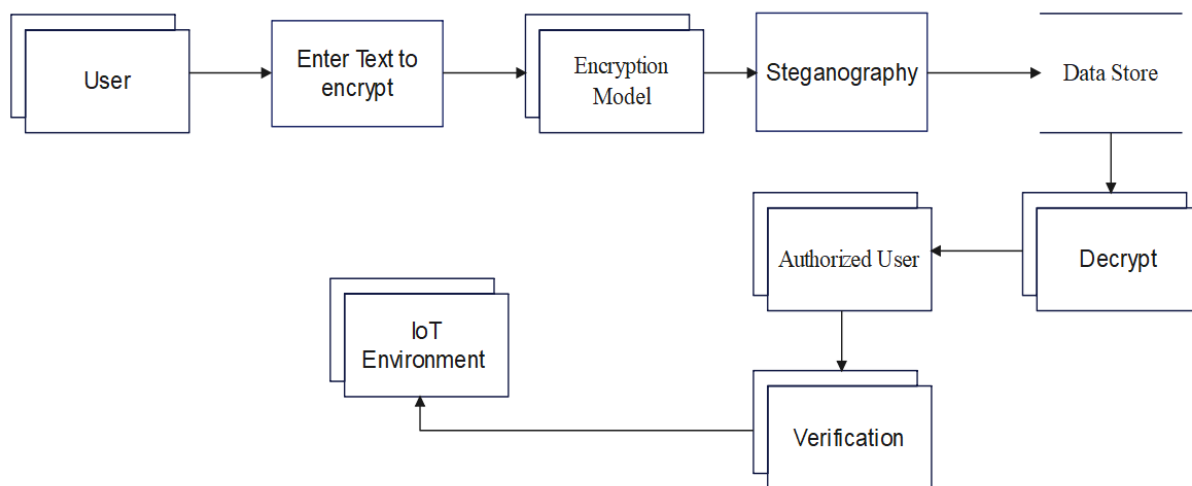 User
Enter Text to
encrypt
Encryption
Model
Steganography
Data Store
Decrypt
Authorized User
Verification
IoT
Environment